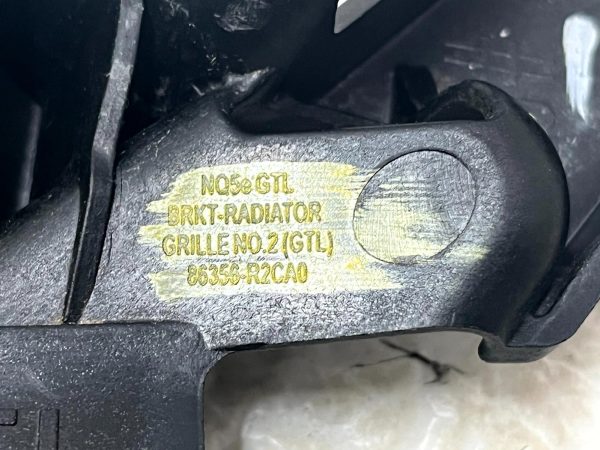 NQ5e GTL
BRKT-RADIATOR
GRILLE NO.2 (GTL)
86356-R2CA0